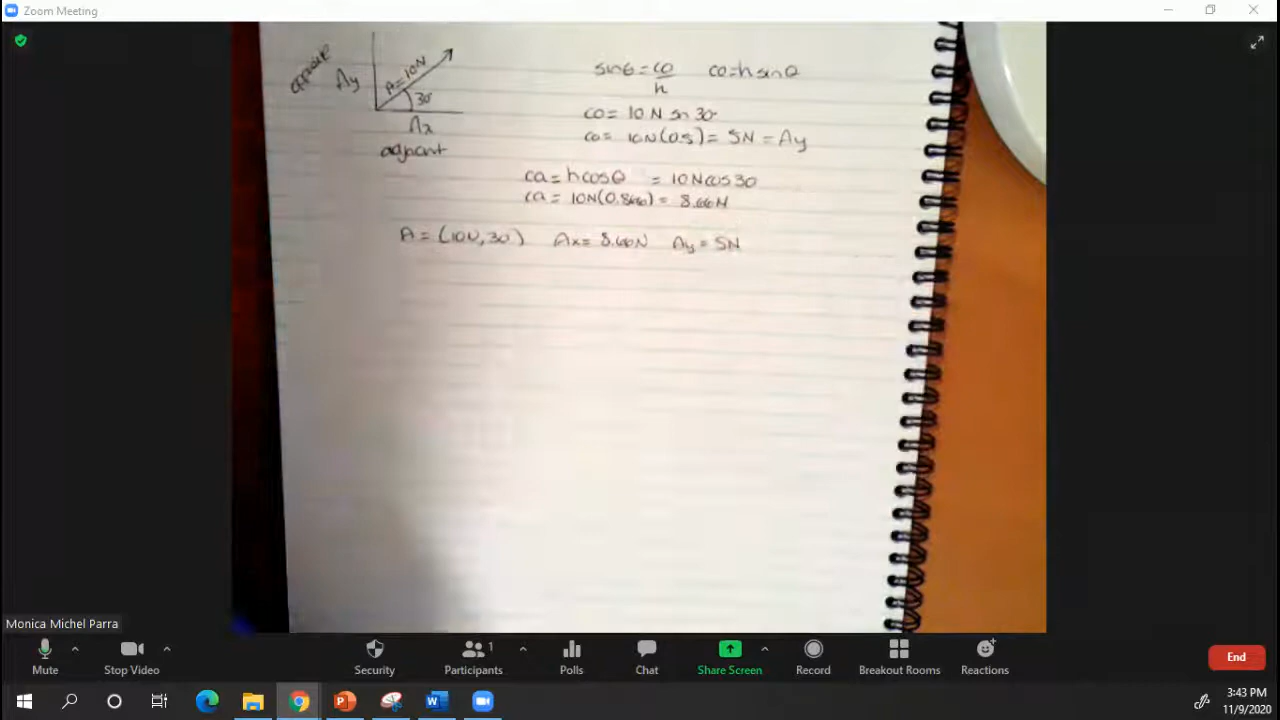 Zoom Meeting
opposite
Ay
A = 10N
30°
Ax
adjacent
sinθ = co/h   co = h sinθ
co = 10 N sn 30°
co = 10N (0.5) = 5N = Ay
ca = h cosθ = 10N cos 30
ca = 10N (0.866) = 8.66N
A = (10N, 30°)   Ax = 8.66N   Ay = 5N
Monica Michel Parra
Mute
Stop Video
Security
Participants
1
Polls
Chat
Share Screen
Record
Breakout Rooms
Reactions
End
3:43 PM
11/9/2020